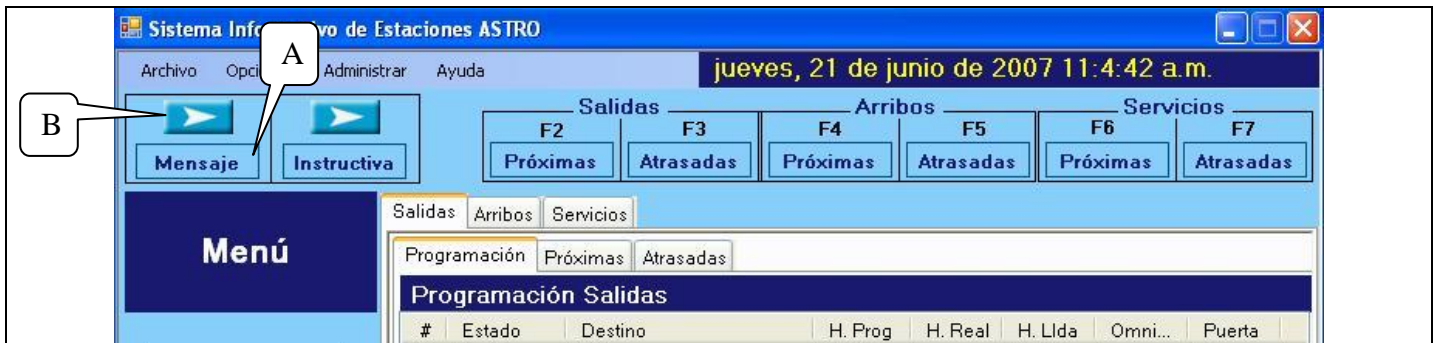 Sistema Info vo de Estaciones ASTRO
A
Archivo Opci Administrar Ayuda
jueves, 21 de junio de 2007 11:4:42 a.m.
B
Salidas Arribos Servicios
F2 F3 F4 F5 F6 F7
Mensaje Instructiva Próximas Atrasadas Próximas Atrasadas Próximas Atrasadas
Menú
Salidas Arribos Servicios
Programación Próximas Atrasadas
Programación Salidas
# Estado Destino H. Prog H. Real H. Llda Omni... Puerta